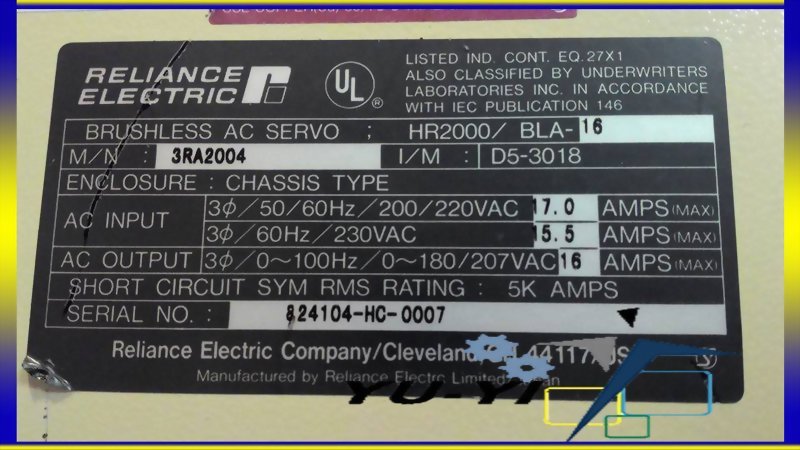 RELIANCE
ELECTRIC
UL
®
LISTED IND. CONT. EQ.27X1
ALSO CLASSIFIED BY UNDERWRITERS
LABORATORIES INC. IN ACCORDANCE
WITH IEC PUBLICATION 146
BRUSHLESS AC SERVO ; HR2000/ BLA-16
M/N : 3RA2004 I/M : D5-3018
ENCLOSURE : CHASSIS TYPE
AC INPUT
3φ/50/60Hz/200/220VAC 17.0 AMPS(MAX)
3φ/60Hz/230VAC 15.5 AMPS(MAX)
AC OUTPUT 3φ/0~100Hz/0~180/207VAC 16 AMPS(MAX)
SHORT CIRCUIT SYM RMS RATING : 5K AMPS
SERIAL NO. : 824104-HC-0007
Reliance Electric Company/Cleveland/ 44117
Manufactured by Reliance Electrc Limited
YU-YI